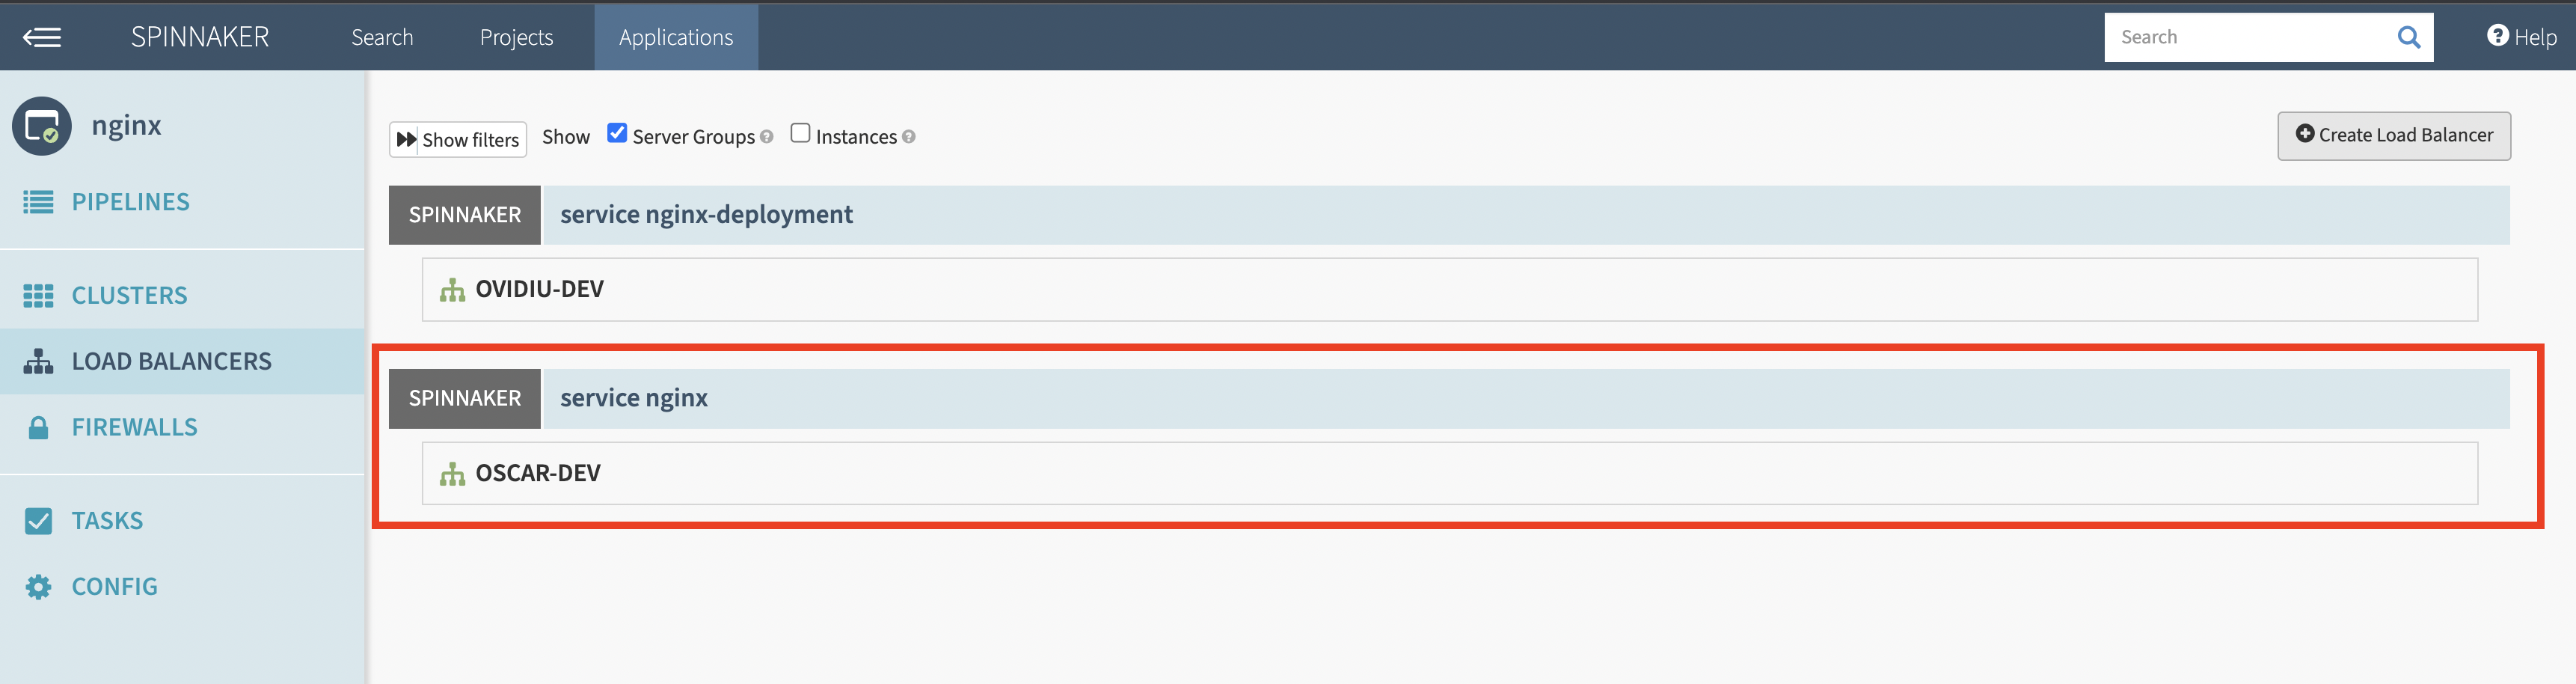 SPINNAKER Search Projects Applications Search Help
nginx
PIPELINES
CLUSTERS
LOAD BALANCERS
FIREWALLS
TASKS
CONFIG
Show filters Show Server Groups Instances Create Load Balancer
SPINNAKER service nginx-deployment
OVIDIU-DEV
SPINNAKER service nginx
OSCAR-DEV